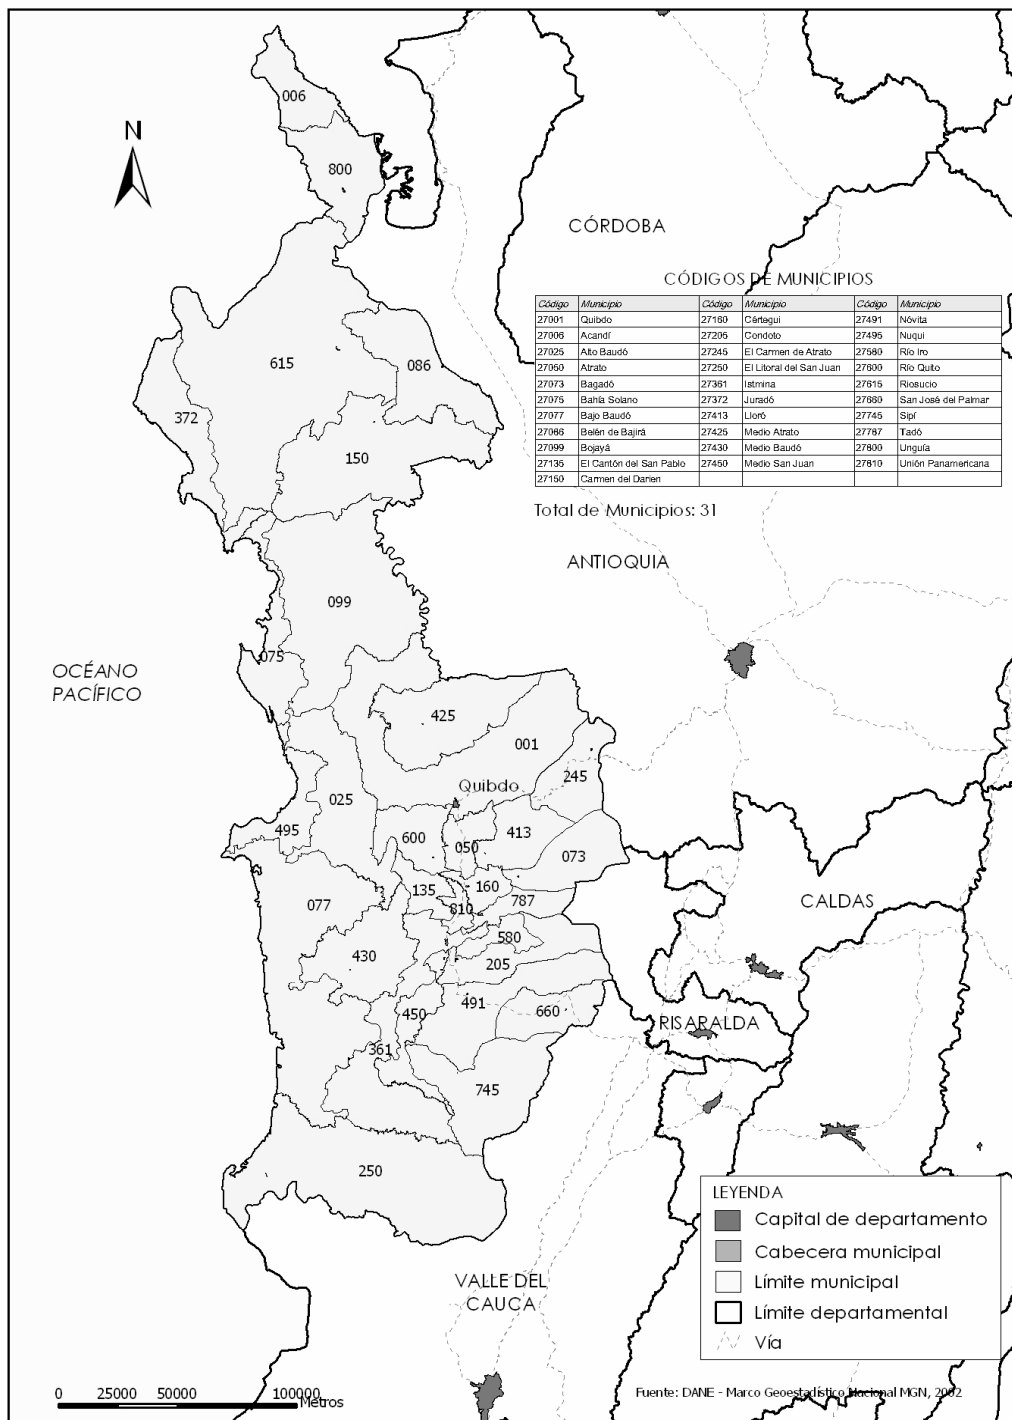 006
N
800
CÓRDOBA
CÓDIGOS DE MUNICIPIOS
Código Municipio Código Municipio Código Municipio
27001 Quibdo 27160 Cértegui 27491 Nóvita
27006 Acandí 27205 Condoto 27495 Nuqui
27025 Alto Baudó 27245 El Carmen de Atrato 27580 Río Iro
27050 Atrato 27250 El Litoral del San Juan 27600 Río Quito
27073 Bagadó 27361 Istmina 27615 Riosucio
27075 Bahía Solano 27372 Juradó 27660 San José del Palmar
27077 Bajo Baudó 27413 Lloró 27745 Sipí
27086 Belén de Bajirá 27425 Medio Atrato 27787 Tadó
27099 Bojayá 27430 Medio Baudó 27800 Unguía
27135 El Cantón del San Pablo 27450 Medio San Juan 27810 Unión Panamericana
27150 Carmen del Darien
Total de Municipios: 31
615
086
372
150
ANTIOQUIA
099
075
OCÉANO
PACÍFICO
425
001
245
Quibdo
025
495
600
050
413
073
135
160
787
810
077
CALDAS
580
430
205
491
450
660
RISARALDA
361
745
250
LEYENDA
Capital de departamento
Cabecera municipal
Límite municipal
Límite departamental
Vía
VALLE DEL
CAUCA
0 25000 50000 100000
Metros
Fuente: DANE - Marco Geoestadístico Nacional MGN, 2002